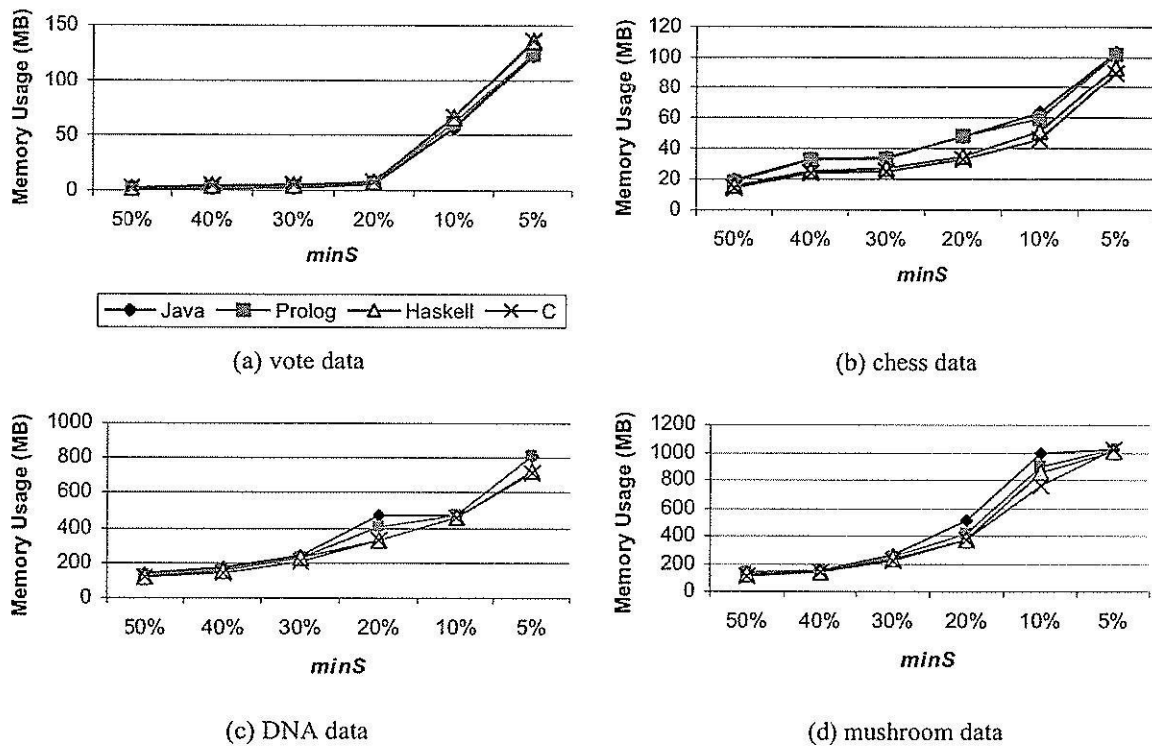 Memory Usage (MB)
150
100
50
0
50% 40% 30% 20% 10% 5%
minS
Java Prolog Haskell C
(a) vote data
Memory Usage (MB)
120
100
80
60
40
20
0
50% 40% 30% 20% 10% 5%
minS
(b) chess data
Memory Usage (MB)
1000
800
600
400
200
0
50% 40% 30% 20% 10% 5%
minS
(c) DNA data
Memory Usage (MB)
1200
1000
800
600
400
200
0
50% 40% 30% 20% 10% 5%
minS
(d) mushroom data